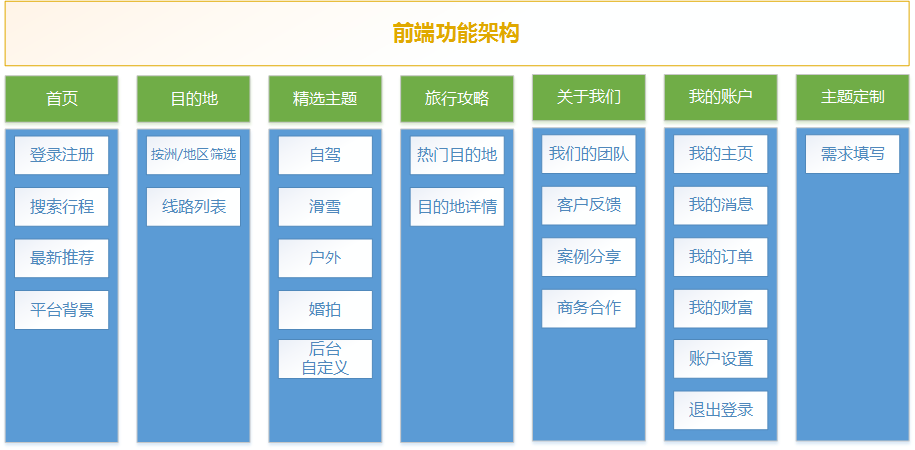 前端功能架构
首页
登录注册
搜索行程
最新推荐
平台背景
目的地
按洲/地区筛选
线路列表
精选主题
自驾
滑雪
户外
婚拍
后台
自定义
旅行攻略
热门目的地
目的地详情
关于我们
我们的团队
客户反馈
案例分享
商务合作
我的账户
我的主页
我的消息
我的订单
我的财富
账户设置
退出登录
主题定制
需求填写